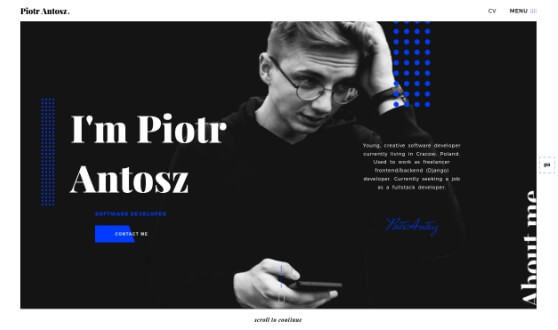 Piotr Antosz.
CV
MENU
I'm Piotr
Antosz
SOFTWARE DEVELOPER
CONTACT ME
Young, creative software developer
currently living in Cracow, Poland.
Used to work as freelancer
frontend/backend (Django)
developer. Currently seeking a job
as a fullstack developer.
About me
scroll to continue